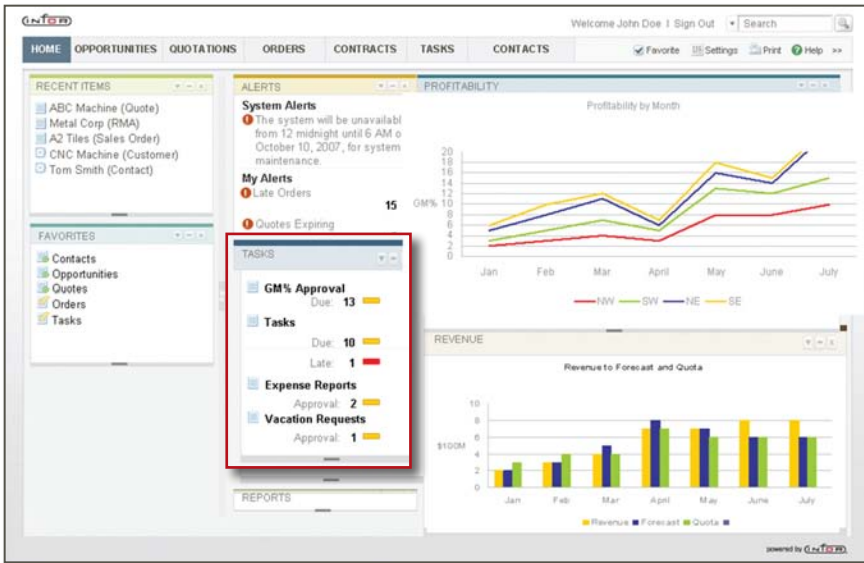 infor
Welcome John Doe | Sign Out Search
HOME OPPORTUNITIES QUOTATIONS ORDERS CONTRACTS TASKS CONTACTS Favorite Settings Print Help >>
RECENT ITEMS
ABC Machine (Quote)
Metal Corp (RMA)
A2 Tiles (Sales Order)
CNC Machine (Customer)
Tom Smith (Contact)
FAVORITES
Contacts
Opportunities
Quotes
Orders
Tasks
ALERTS
System Alerts
The system will be unavailabl
from 12 midnight until 6 AM o
October 10, 2007, for system
maintenance.
My Alerts
Late Orders
15
Quotes Expiring
TASKS
GM% Approval
Due: 13
Tasks
Due: 10
Late: 1
Expense Reports
Approval: 2
Vacation Requests
Approval: 1
REPORTS
PROFITABILITY
Profitability by Month
20
18
16
14
12
GM% 10
8
6
4
2
0
Jan Feb Mar April May June July
NW SW NE SE
REVENUE
Revenue to Forecast and Quota
10
8
6
$100M
4
2
0
Jan Feb Mar April May June July
Revenue Forecast Quota
powered by infor